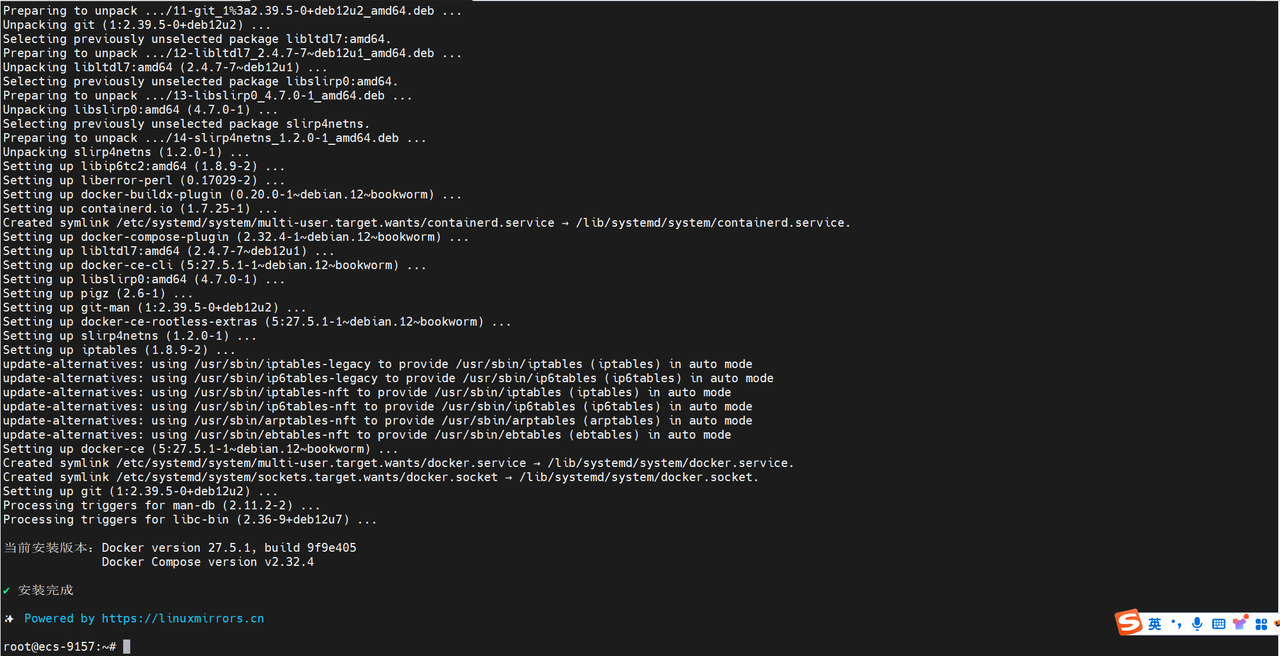 Preparing to unpack .../11-git_1%3a2.39.5-0+deb12u2_amd64.deb ...
Unpacking git (1:2.39.5-0+deb12u2) ...
Selecting previously unselected package libltdl7:amd64.
Preparing to unpack .../12-libltdl7_2.4.7-7~deb12u1_amd64.deb ...
Unpacking libltdl7:amd64 (2.4.7-7~deb12u1) ...
Selecting previously unselected package libslirp0:amd64.
Preparing to unpack .../13-libslirp0_4.7.0-1_amd64.deb ...
Unpacking libslirp0:amd64 (4.7.0-1) ...
Selecting previously unselected package slirp4netns.
Preparing to unpack .../14-slirp4netns_1.2.0-1_amd64.deb ...
Unpacking slirp4netns (1.2.0-1) ...
Setting up libip6tc2:amd64 (1.8.9-2) ...
Setting up liberror-perl (0.17029-2) ...
Setting up docker-buildx-plugin (0.20.0-1~debian.12~bookworm) ...
Setting up containerd.io (1.7.25-1) ...
Created symlink /etc/systemd/system/multi-user.target.wants/containerd.service → /lib/systemd/system/containerd.service.
Setting up docker-compose-plugin (2.32.4-1~debian.12~bookworm) ...
Setting up libltdl7:amd64 (2.4.7-7~deb12u1) ...
Setting up docker-ce-cli (5:27.5.1-1~debian.12~bookworm) ...
Setting up libslirp0:amd64 (4.7.0-1) ...
Setting up pigz (2.6-1) ...
Setting up git-man (1:2.39.5-0+deb12u2) ...
Setting up docker-ce-rootless-extras (5:27.5.1-1~debian.12~bookworm) ...
Setting up slirp4netns (1.2.0-1) ...
Setting up iptables (1.8.9-2) ...
update-alternatives: using /usr/sbin/iptables-legacy to provide /usr/sbin/iptables (iptables) in auto mode
update-alternatives: using /usr/sbin/ip6tables-legacy to provide /usr/sbin/ip6tables (ip6tables) in auto mode
update-alternatives: using /usr/sbin/iptables-nft to provide /usr/sbin/iptables (iptables) in auto mode
update-alternatives: using /usr/sbin/ip6tables-nft to provide /usr/sbin/ip6tables (ip6tables) in auto mode
update-alternatives: using /usr/sbin/arptables-nft to provide /usr/sbin/arptables (arptables) in auto mode
update-alternatives: using /usr/sbin/ebtables-nft to provide /usr/sbin/ebtables (ebtables) in auto mode
Setting up docker-ce (5:27.5.1-1~debian.12~bookworm) ...
Created symlink /etc/systemd/system/multi-user.target.wants/docker.service → /lib/systemd/system/docker.service.
Created symlink /etc/systemd/system/sockets.target.wants/docker.socket → /lib/systemd/system/docker.socket.
Setting up git (1:2.39.5-0+deb12u2) ...
Processing triggers for man-db (2.11.2-2) ...
Processing triggers for libc-bin (2.36-9+deb12u7) ...
当前安装版本：Docker version 27.5.1, build 9f9e405
Docker Compose version v2.32.4
✔ 安装完成
Powered by https://linuxmirrors.cn
S 英
root@ecs-9157:~#